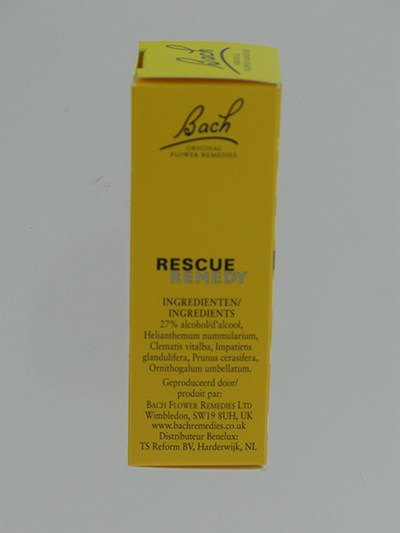 Bach
Bach
ORIGINAL
FLOWER REMEDIES
RESCUE
REMEDY
INGREDIENTEN/
INGREDIENTS
27% alcohol/d'alcool,
Helianthemum nummularium,
Clematis vitalba, Impatiens
glandulifera, Prunus cerasifera,
Ornithogalum umbellatum.
Geproduceerd door/
produit par:
BACH FLOWER REMEDIES LTD
Wimbledon, SW19 8UH, UK
www.bachremedies.co.uk
Distributeur Benelux:
TS Reform BV, Harderwijk, NL